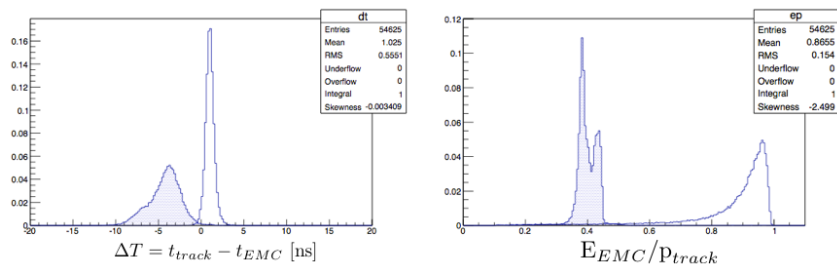 dt
Entries 54625
Mean 1.025
RMS 0.5551
Underflow 0
Overflow 0
Integral 1
Skewness -0.003409
0.16
0.14
0.12
0.1
0.08
0.06
0.04
0.02
0
-20 -15 -10 -5 0 5 10 15 20
ΔT = t_track − t_EMC [ns]
ep
Entries 54625
Mean 0.8655
RMS 0.154
Underflow 0
Overflow 0
Integral 1
Skewness -2.499
0.12
0.1
0.08
0.06
0.04
0.02
0
0 0.2 0.4 0.6 0.8 1
E_EMC/p_track